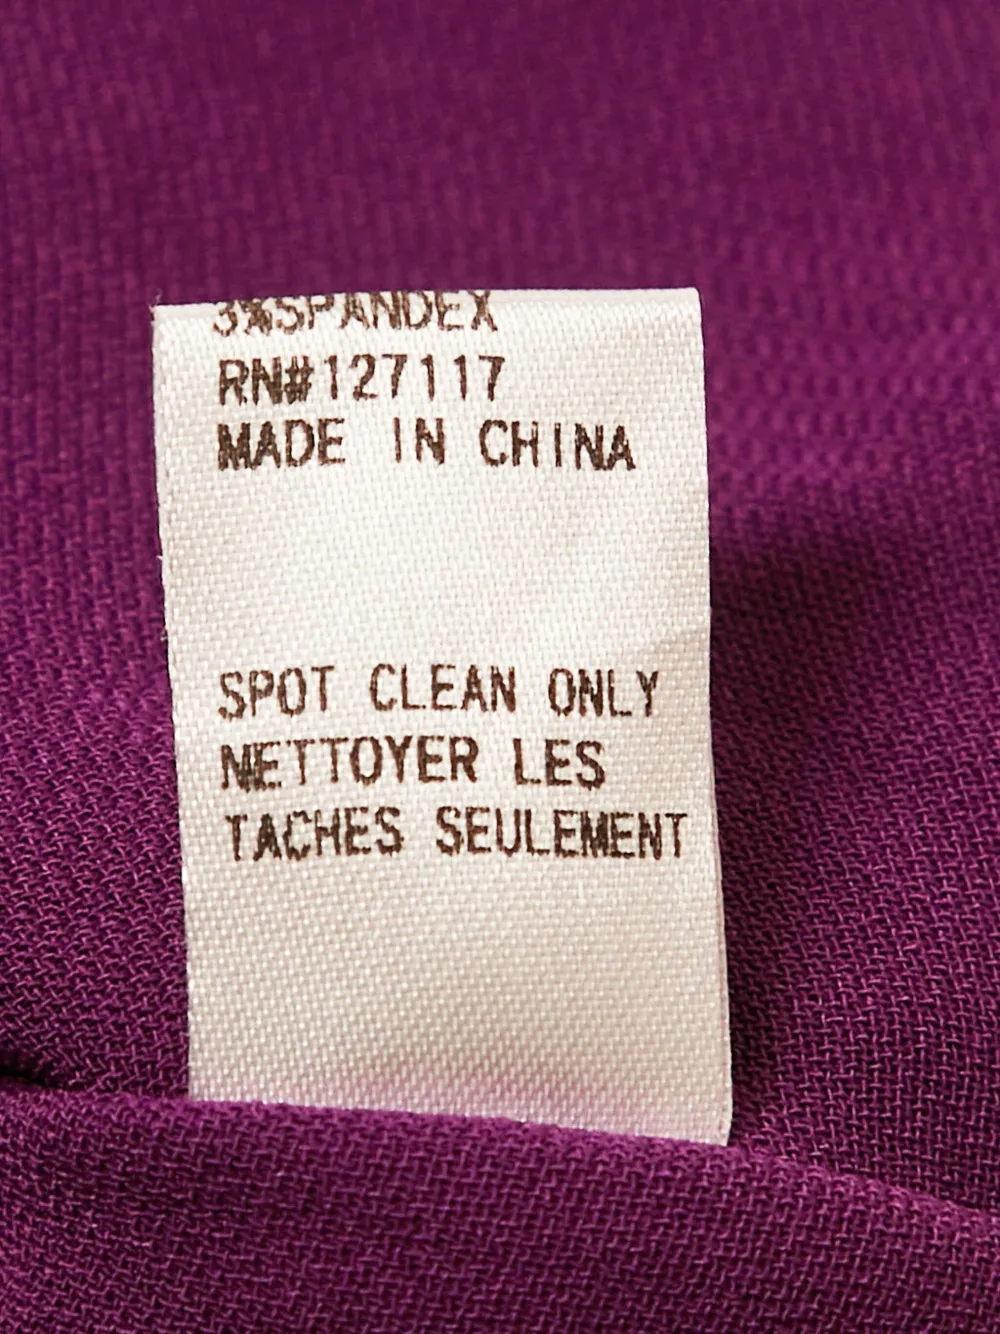 3%SPANDEX
RN#127117
MADE IN CHINA
SPOT CLEAN ONLY
NETTOYER LES
TACHES SEULEMENT